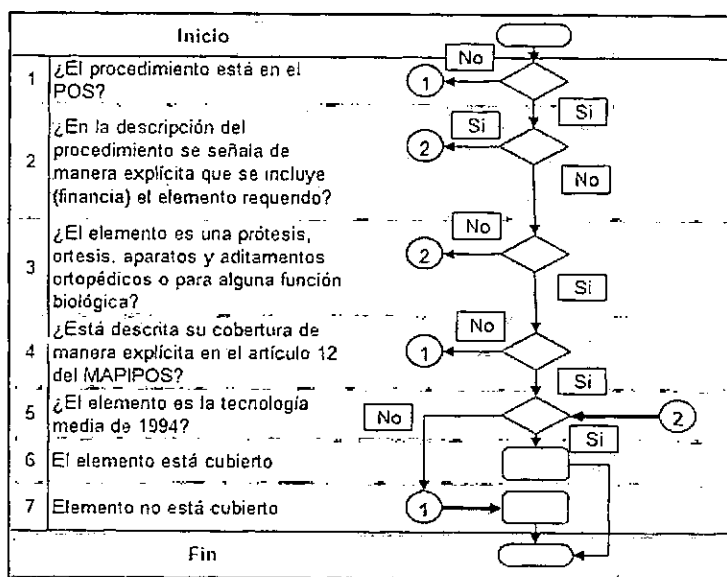 Inicio
1
¿El procedimiento está en el
POS?
No
1
Si
2
¿En la descripción del
procedimiento se señala de
manera explícita que se incluye
(financia) el elemento requendo?
Si
2
No
3
¿El elemento es una prótesis,
ortesis, aparatos y aditamentos
ortopédicos o para alguna función
biológica?
No
2
Si
4
¿Está descrita su cobertura de
manera explícita en el artículo 12
del MAPIPOS?
No
1
Si
5
¿El elemento es la tecnología
media de 1994?
No
2
Si
6
El elemento está cubierto
7
Elemento no está cubierto
1
Fin